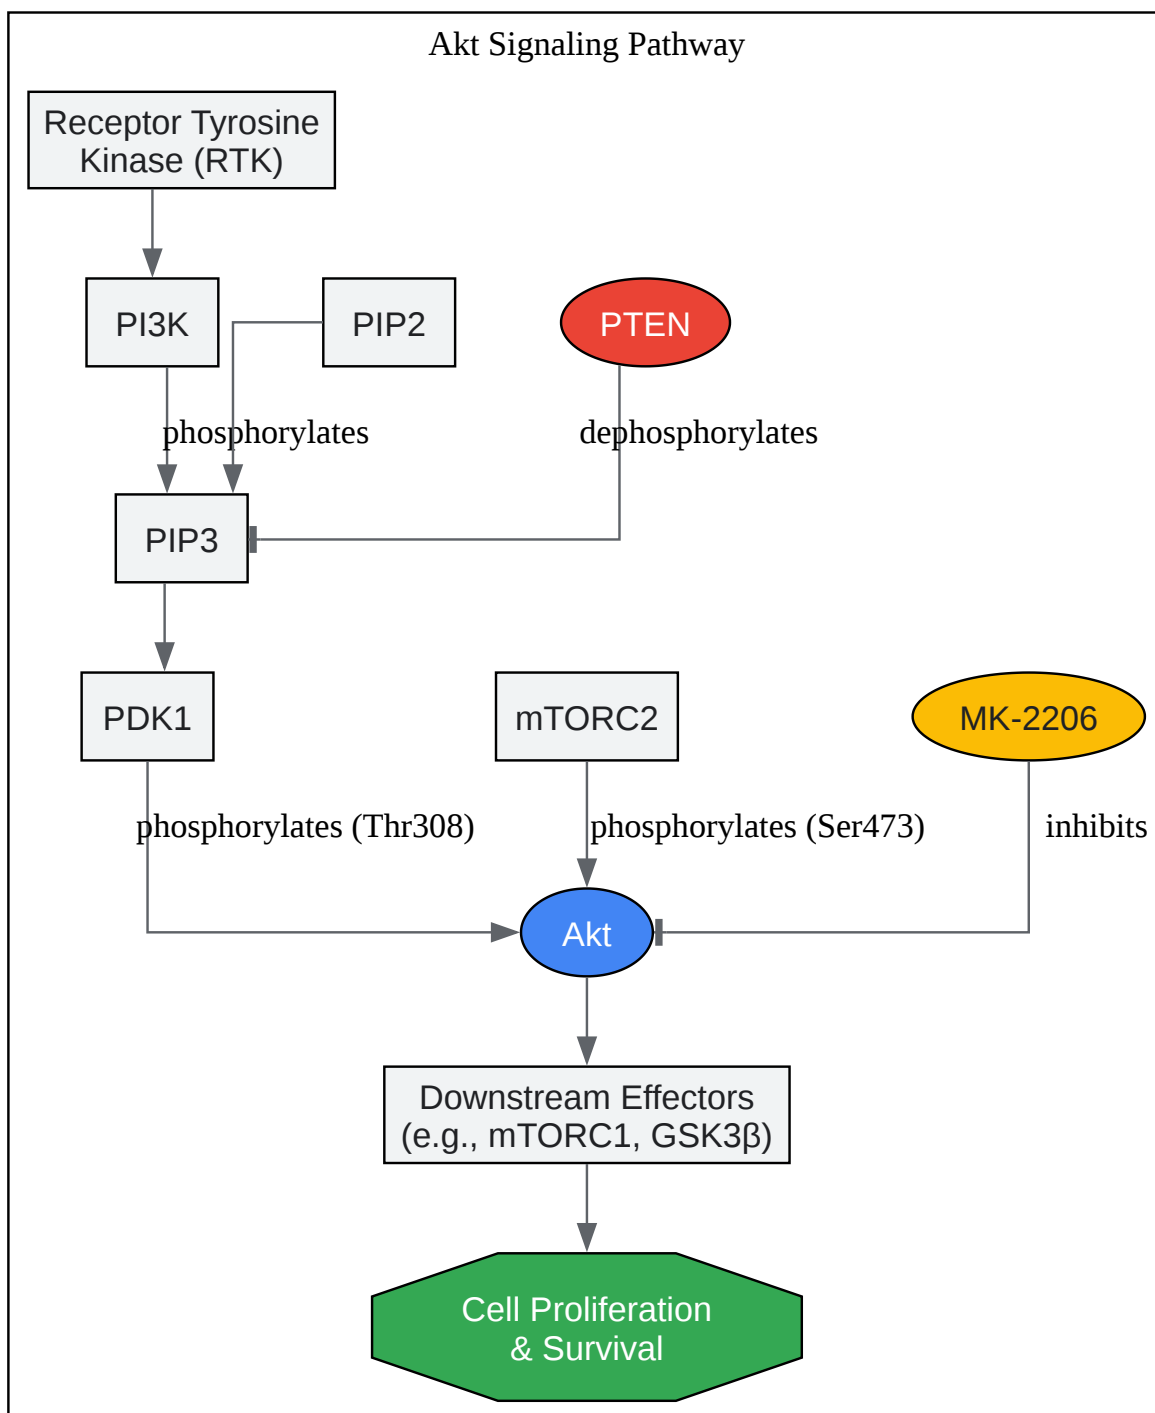 Akt Signaling Pathway
Receptor Tyrosine
Kinase (RTK)
PI3K
PIP2
PTEN
phosphorylates
dephosphorylates
PIP3
PDK1
mTORC2
MK-2206
phosphorylates (Thr308)
phosphorylates (Ser473)
inhibits
Akt
Downstream Effectors
(e.g., mTORC1, GSK3β)
Cell Proliferation
& Survival